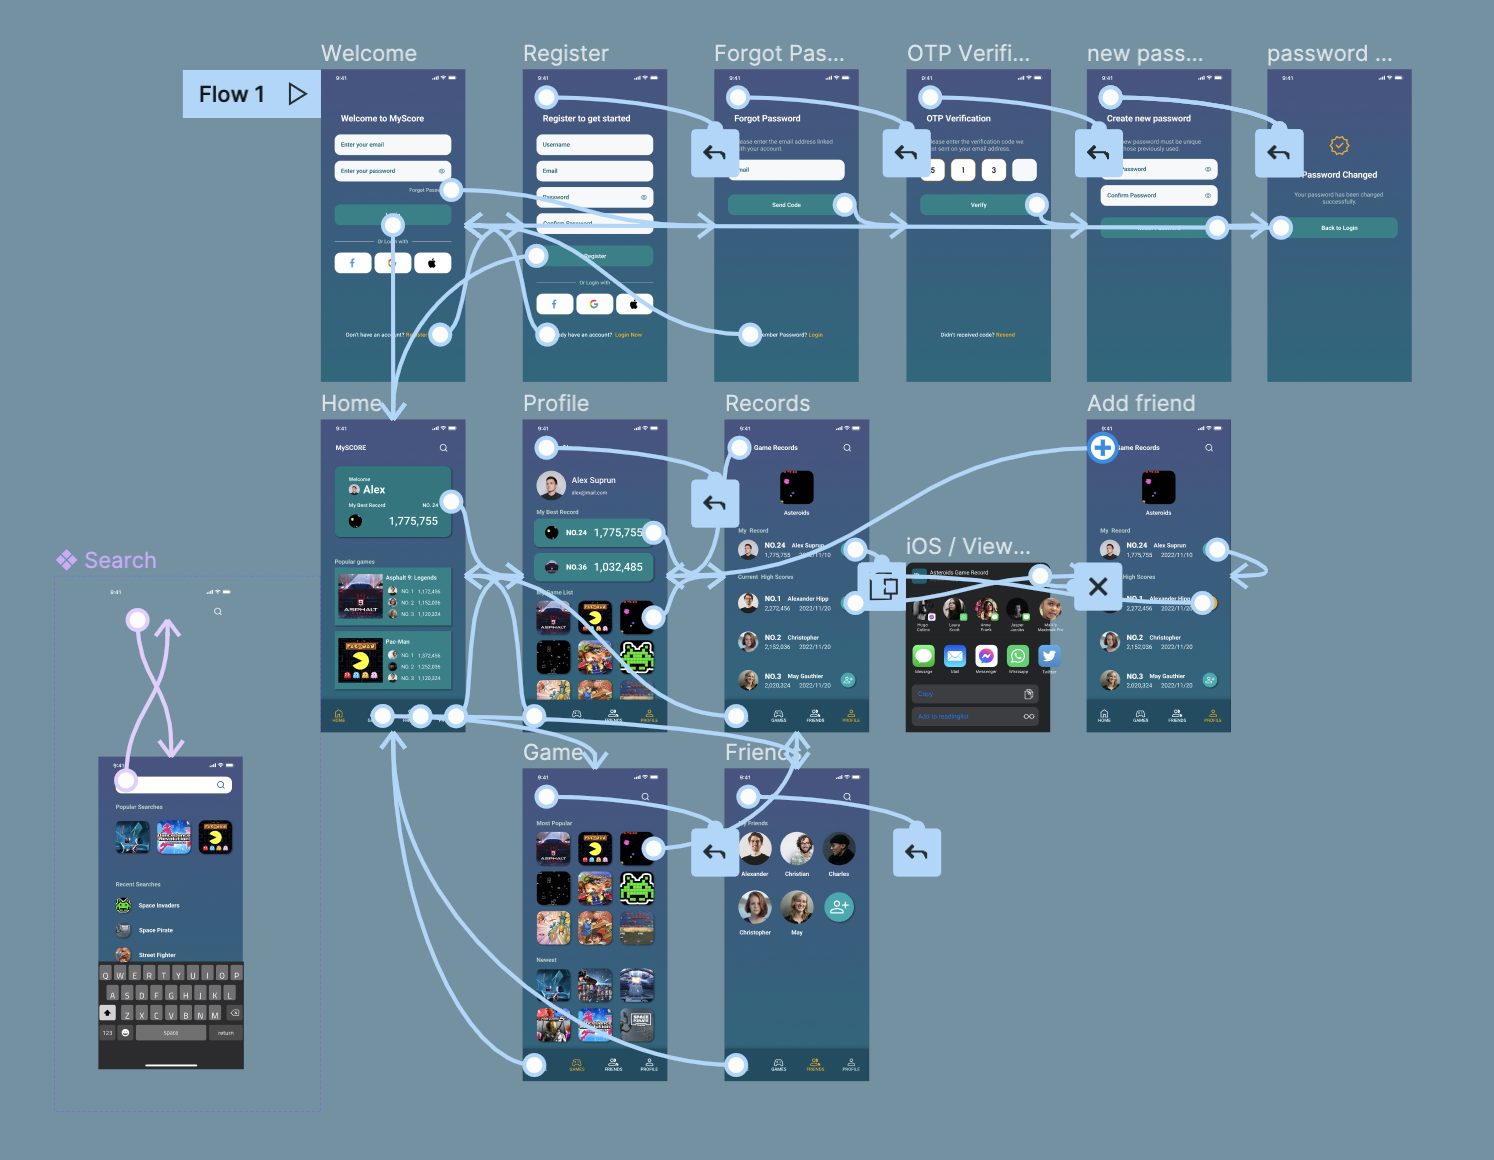 Welcome
Register
Forgot Pas...
OTP Verifi...
new pass...
password ...
Flow 1
9:41
Welcome to MyScore
Enter your email
Enter your password
Forgot
Or Login with
Don't have an account?
9:41
Register to get started
Username
Email
Password
Confirm Password
Register
Or Login with
have an account? Login Now
9:41
Forgot Password
enter the email address linked
your account.
Send Code
Password? Login
9:41
OTP Verification
enter the verification code we
sent on your email address.
5 1 3
Verify
Didn't received code? Resend
9:41
Create new password
new password must be unique
those previously used.
Password
Confirm Password
9:41
Password Changed
Your password has been changed
successfully.
Back to Login
Home
Profile
Records
Add friend
9:41
MySCORE
Welcome
Alex
My Best Record
NO. 24
1,775,755
Popular games
Asphalt 9: Legends
NO. 1 1,172,456
NO. 2 1,152,036
NO. 3 1,120,324
Pac-Man
NO. 1 1,372,456
NO. 2 1,252,036
NO. 3 1,120,324
HOME
9:41
Alex Suprun
alex@mail.com
My Best Record
NO.24 1,775,755
NO.36 1,032,485
Game List
ASPHALT
FRIENDS
PROFILE
9:41
Game Records
Asteroids
My Record
NO.24 Alex Suprun
1,775,755 2022/11/10
Current High Scores
NO.1 Alexander Hipp
2,272,456 2022/11/20
NO.2 Christopher
2,152,036 2022/11/20
NO.3 May Gauthier
2,020,324 2022/11/20
GAMES
FRIENDS
PROFILE
iOS / View...
Asteroids Game Record
Hugo
Laura
Scott
Anne
Frank
Jasper
Jacobs
Message
Mail
Messenger
Whatsapp
Twitter
Copy
Add to readinglist
9:41
Game Records
Asteroids
My Record
NO.24 Alex Suprun
1,775,755 2022/11/10
High Scores
NO.1 Alexander Hipp
2,272,456 2022/11/20
NO.2 Christopher
2,152,036 2022/11/20
NO.3 May Gauthier
2,020,324 2022/11/20
HOME
GAMES
FRIENDS
PROFILE
Search
9:41
9:41
Popular Searches
Recent Searches
Space Invaders
Space Pirate
Street Fighter
Q W E R T Y U I O P
A S D F G H J K L
Z X C V B N M
123 space return
Game
Friends
9:41
Most Popular
ASPHALT
Newest
GAMES
FRIENDS
PROFILE
9:41
My Friends
Alexander
Christian
Charles
Christopher
May
GAMES
FRIENDS
PROFILE